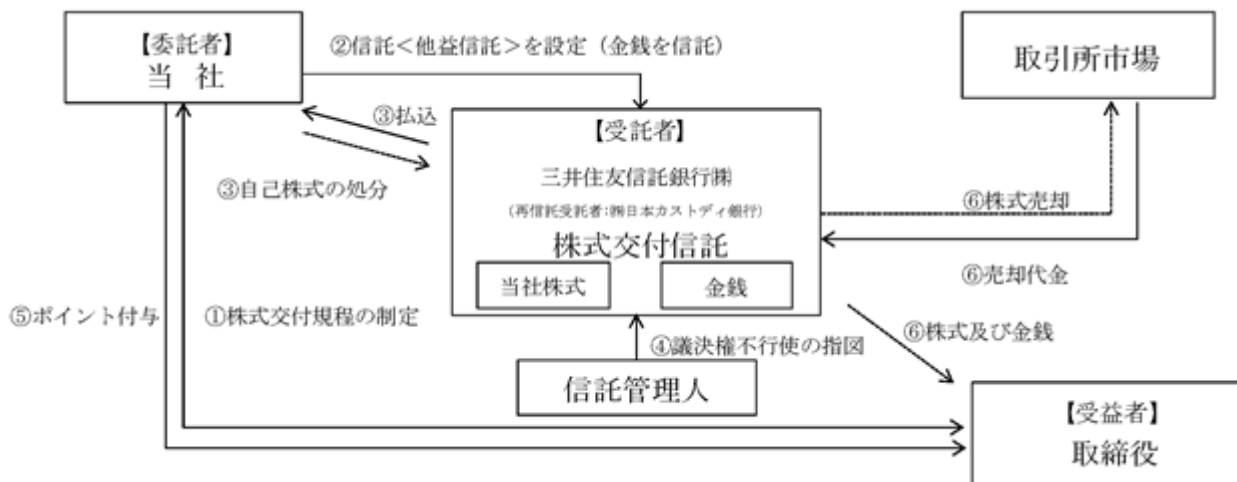 【委託者】
当 社
②信託＜他益信託＞を設定（金銭を信託）
取引所市場
③払込
③自己株式の処分
【受託者】
三井住友信託銀行㈱
（再信託受託者：㈱日本カストディ銀行）
株式交付信託
当社株式
金銭
⑥株式売却
⑥売却代金
⑤ポイント付与
①株式交付規程の制定
④議決権不行使の指図
⑥株式及び金銭
信託管理人
【受益者】
取締役